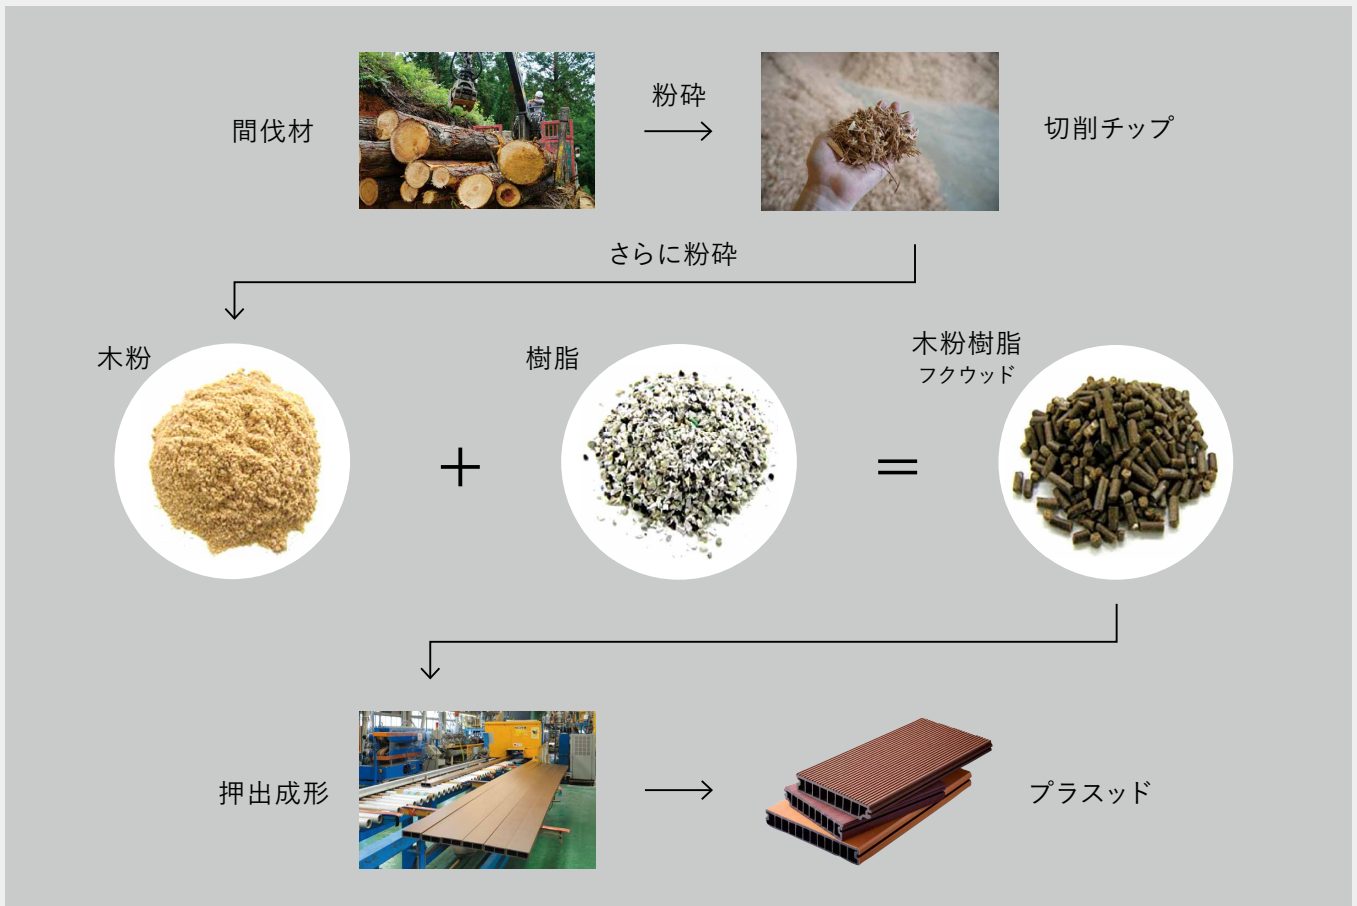 間伐材
粉砕
切削チップ
さらに粉砕
木粉
樹脂
木粉樹脂
フクウッド
+
=
押出成形
プラスッド